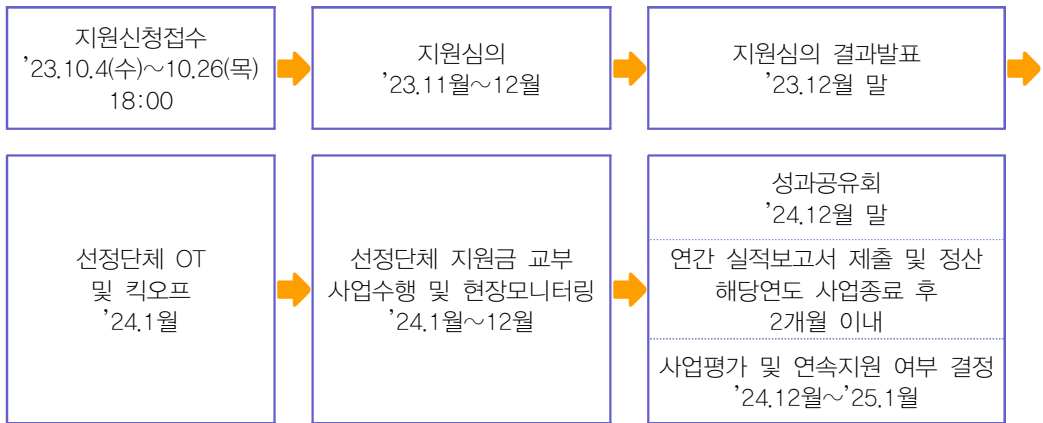 지원신청접수
’23.10.4(수)～10.26(목)
18:00
지원심의
’23.11월～12월
지원심의 결과발표
’23.12월 말
선정단체 OT
및 킥오프
’24.1월
선정단체 지원금 교부
사업수행 및 현장모니터링
’24.1월～12월
성과공유회
’24.12월 말
연간 실적보고서 제출 및 정산
해당연도 사업종료 후
2개월 이내
사업평가 및 연속지원 여부 결정
’24.12월～’25.1월